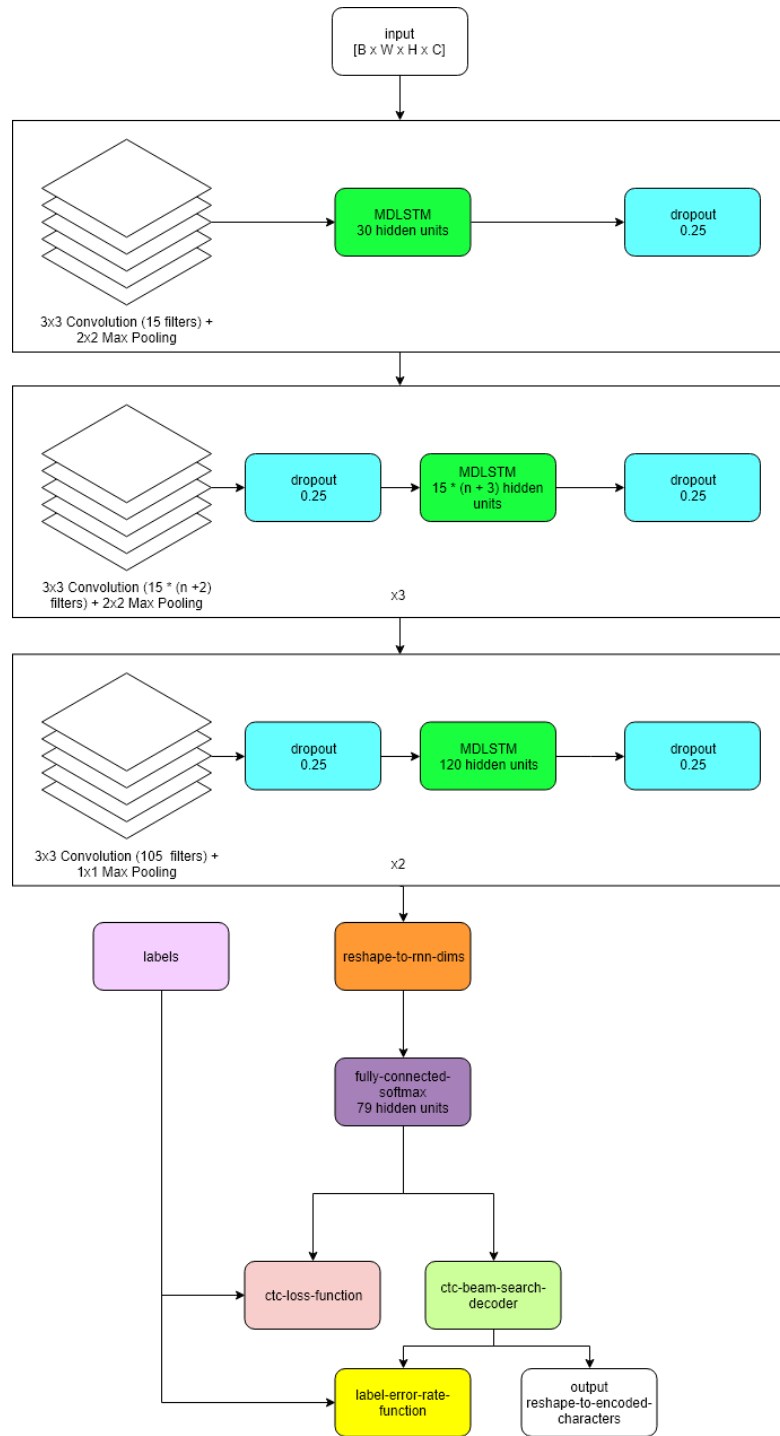 input
[B x W x H x C]
MDLSTM
30 hidden units
dropout
0.25
3x3 Convolution (15 filters) +
2x2 Max Pooling
dropout
0.25
MDLSTM
15 * (n + 3) hidden
units
dropout
0.25
3x3 Convolution (15 * (n +2)
filters) + 2x2 Max Pooling
x3
dropout
0.25
MDLSTM
120 hidden units
dropout
0.25
3x3 Convolution (105 filters) +
1x1 Max Pooling
x2
labels
reshape-to-rnn-dims
fully-connected-
softmax
79 hidden units
ctc-loss-function
ctc-beam-search-
decoder
label-error-rate-
function
output
reshape-to-encoded-
characters